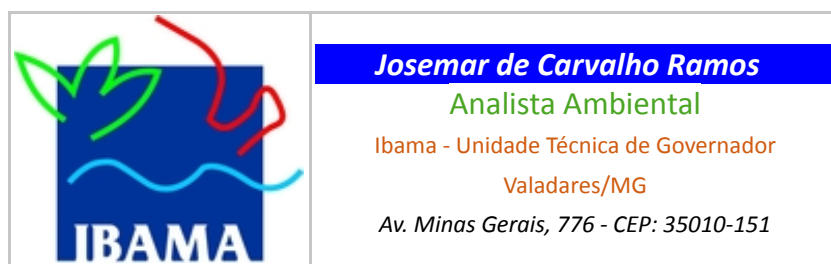 IBAMA
Josemar de Carvalho Ramos
Analista Ambiental
Ibama - Unidade Técnica de Governador
Valadares/MG
Av. Minas Gerais, 776 - CEP: 35010-151